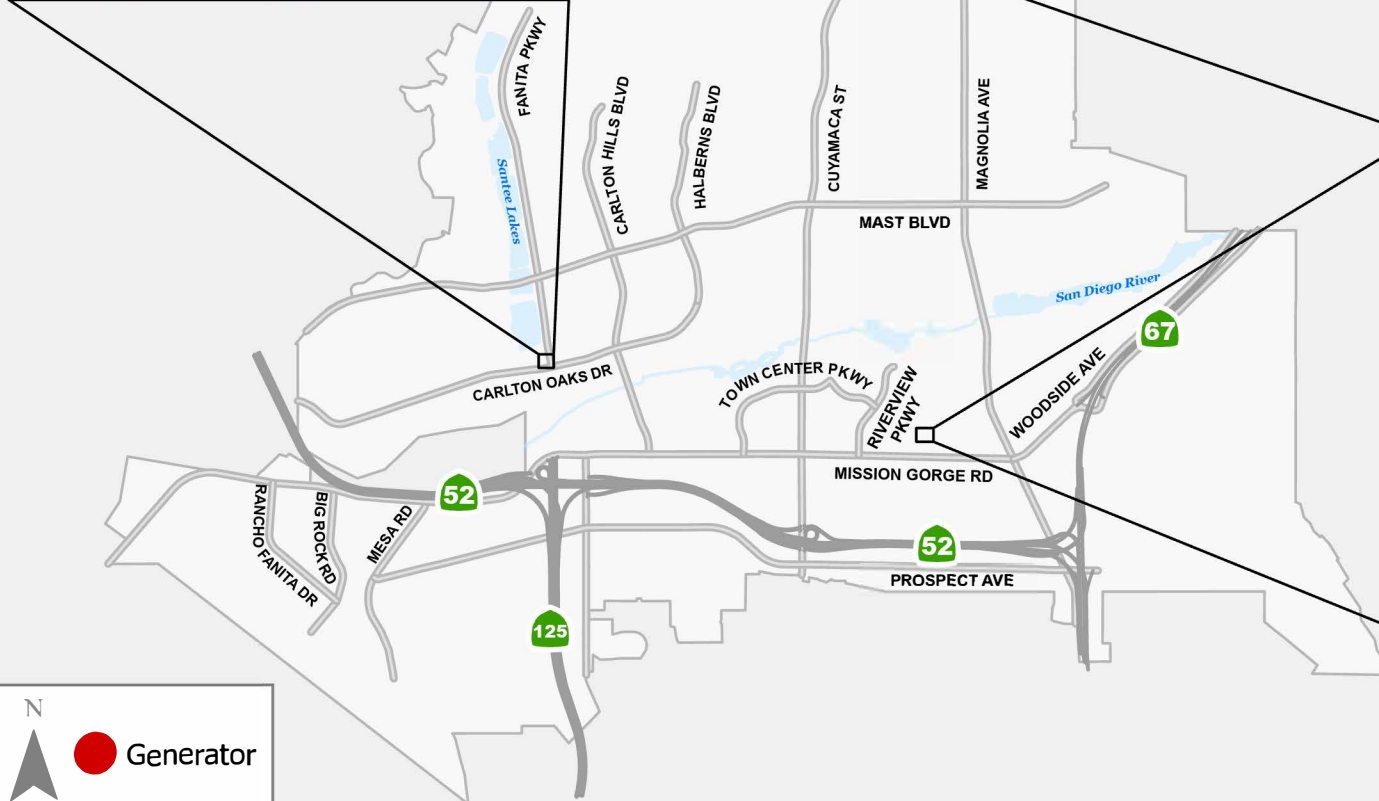 FANITA PKWY
CARLTON HILLS BLVD
HALBERNS BLVD
CUYAMACA ST
MAGNOLIA AVE
Santee Lakes
MAST BLVD
San Diego River
67
WOODSIDE AVE
TOWN CENTER PKWY
RIVERVIEW
PKWY
CARLTON OAKS DR
MISSION GORGE RD
52
RANCHO FANITA DR
BIG ROCK RD
MESA RD
52
PROSPECT AVE
125
N
Generator